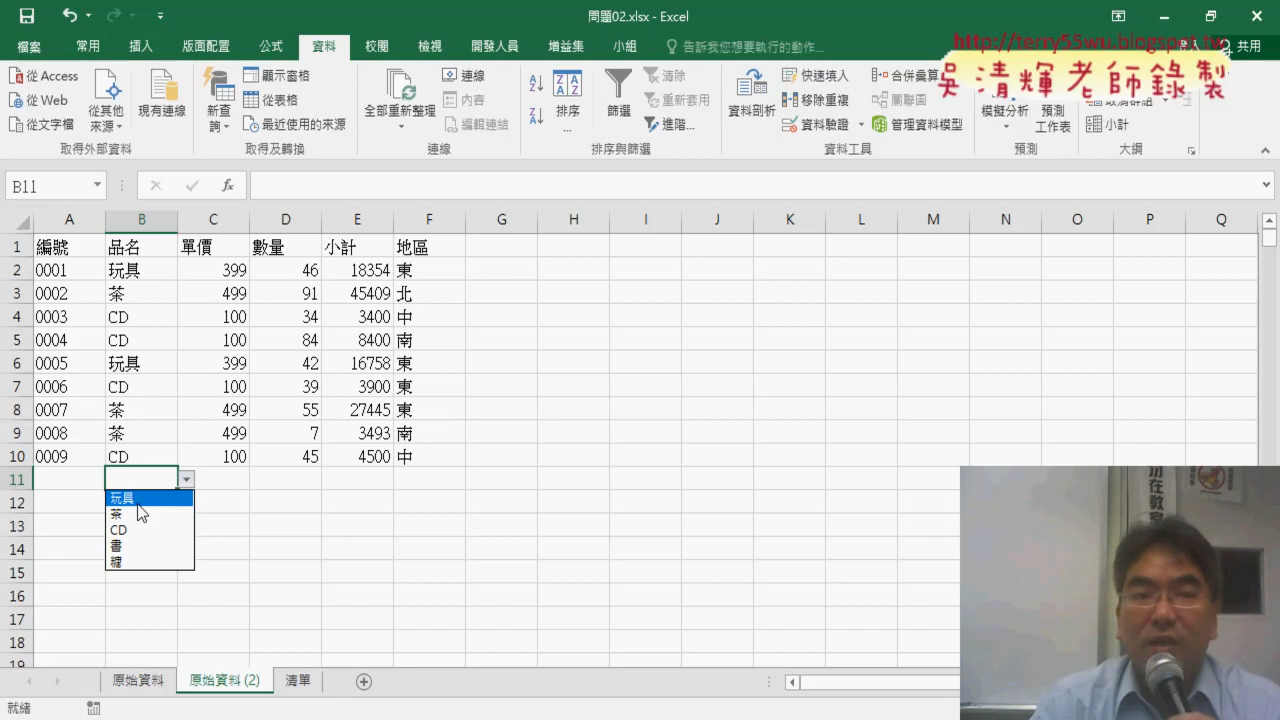 問題02.xlsx - Excel
檔案 常用 插入 版面配置 公式 資料 校閱 檢視 開發人員 增益集 小組 告訴我您想要執行的動作... 共用
http://terry55wu.blogspot.tw
吳清輝老師錄製
從 Access
從 Web
從文字檔
從其他來源
現有連線
取得外部資料
新查詢
顯示查詢
從表格
最近使用的來源
取得及轉換
全部重新整理
連線
內容
編輯連結
連線
排序...
篩選
清除
重新套用
進階...
排序與篩選
資料剖析
快速填入
移除重複
資料驗證
合併彙算
關聯圖
管理資料模型
資料工具
模擬分析
預測工作表
預測
取消群組
小計
大綱
B11
fx
A B C D E F G H I J K L M N O P Q
1 編號 品名 單價 數量 小計 地區
2 0001 玩具 399 46 18354 東
3 0002 茶 499 91 45409 北
4 0003 CD 100 34 3400 中
5 0004 CD 100 84 8400 南
6 0005 玩具 399 42 16758 東
7 0006 CD 100 39 3900 東
8 0007 茶 499 55 27445 東
9 0008 茶 499 7 3493 南
10 0009 CD 100 45 4500 中
11
玩具
12
茶
CD
13
書
14
糖
15
16
17
18
19
別在教室
原始資料 原始資料 (2) 清單
就緒